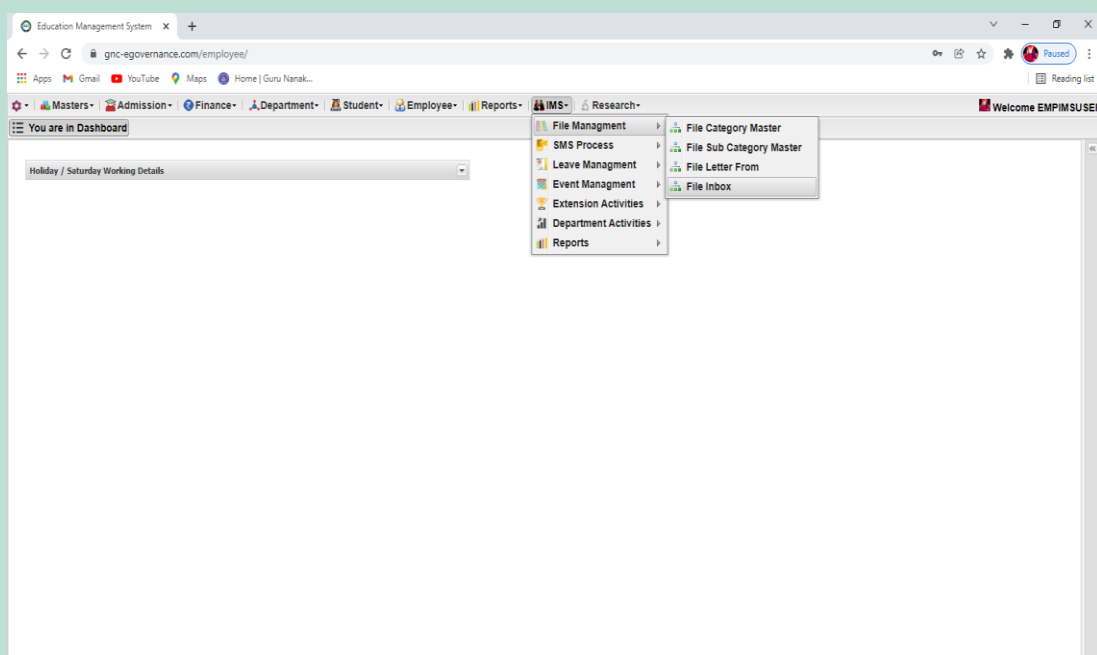 Education Management System
gnc-egovernance.com/employee/
Paused
Apps Gmail YouTube Maps Home | Guru Nanak... Reading list
Masters Admission Finance Department Student Employee Reports IMS Research Welcome EMPIMSUSER
You are in Dashboard
Holiday / Saturday Working Details
File Managment
SMS Process
Leave Managment
Event Managment
Extension Activities
Department Activities
Reports
File Category Master
File Sub Category Master
File Letter From
File Inbox